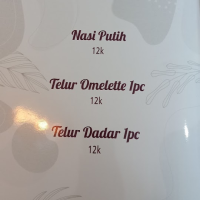 Nasi Putih
12k
Telur Omelette 1pc
12k
Telur Dadar 1pc
12k